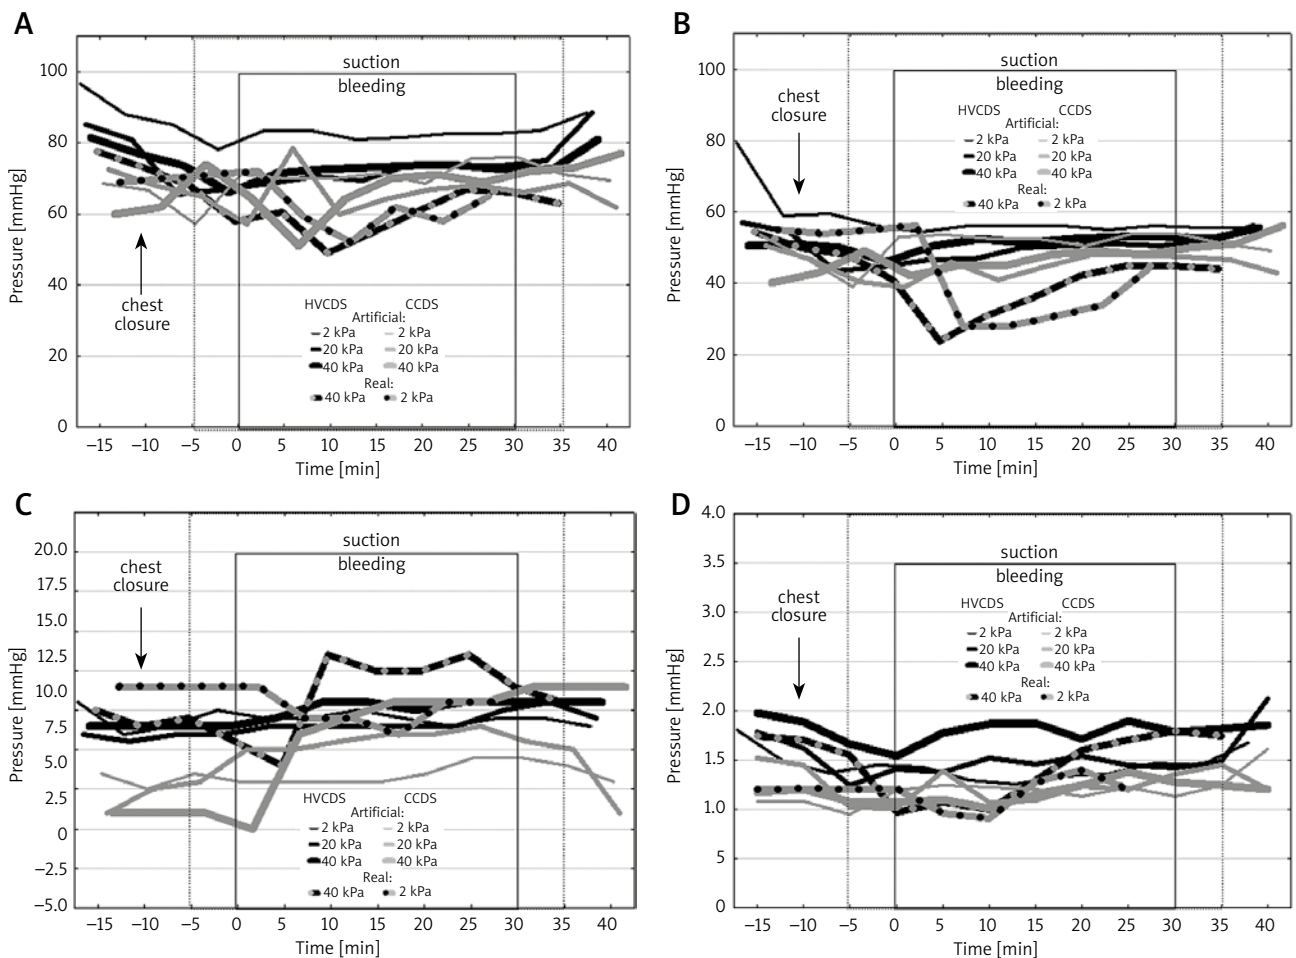 A
suction
bleeding
100
80
60
40
20
0
Pressure [mmHg]
chest
closure
HVCDS CCDS
Artificial:
2 kPa 2 kPa
20 kPa 20 kPa
40 kPa 40 kPa
Real:
40 kPa 2 kPa
−15 −10 −5 0 5 10 15 20 25 30 35 40
Time [min]
B
suction
bleeding
100
80
60
40
20
0
Pressure [mmHg]
chest
closure
HVCDS CCDS
Artificial:
2 kPa 2 kPa
20 kPa 20 kPa
40 kPa 40 kPa
Real:
40 kPa 2 kPa
−15 −10 −5 0 5 10 15 20 25 30 35 40
Time [min]
C
suction
bleeding
20.0
17.5
15.0
12.5
10.0
7.5
5.0
2.5
0
−2.5
−5.0
Pressure [mmHg]
chest
closure
HVCDS CCDS
Artificial:
2 kPa 2 kPa
20 kPa 20 kPa
40 kPa 40 kPa
Real:
40 kPa 2 kPa
−15 −10 −5 0 5 10 15 20 25 30 35 40
Time [min]
D
suction
bleeding
4.0
3.5
3.0
2.5
2.0
1.5
1.0
5
0
Pressure [mmHg]
chest
closure
HVCDS CCDS
Artificial:
2 kPa 2 kPa
20 kPa 20 kPa
40 kPa 40 kPa
Real:
40 kPa 2 kPa
−15 −10 −5 0 5 10 15 20 25 30 35 40
Time [min]